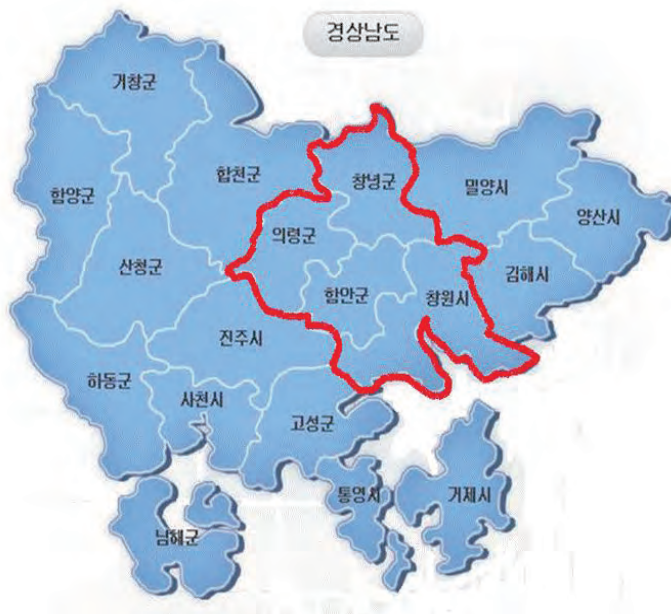 경상남도
거창군
합천군
창녕군
밀양시
함양군
양산시
의령군
산청군
김해시
함안군
창원시
진주시
하동군
사천시
고성군
통영시
거제시
남해군